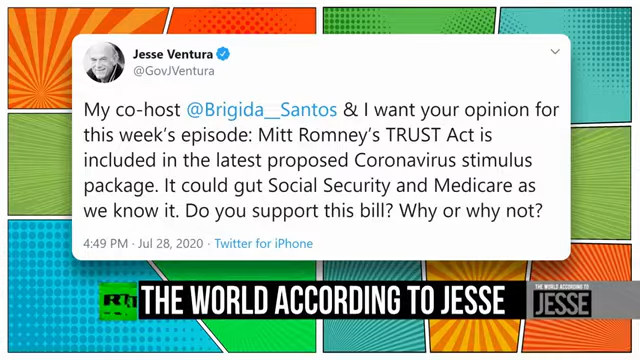 Jesse Ventura
@GovJVentura
My co-host @Brigida__Santos & I want your opinion for
this week's episode: Mitt Romney's TRUST Act is
included in the latest proposed Coronavirus stimulus
package. It could gut Social Security and Medicare as
we know it. Do you support this bill? Why or why not?
4:49 PM · Jul 28, 2020 · Twitter for iPhone
RT THE WORLD ACCORDING TO JESSE
THE WORLD ACCORDING TO
JESSE